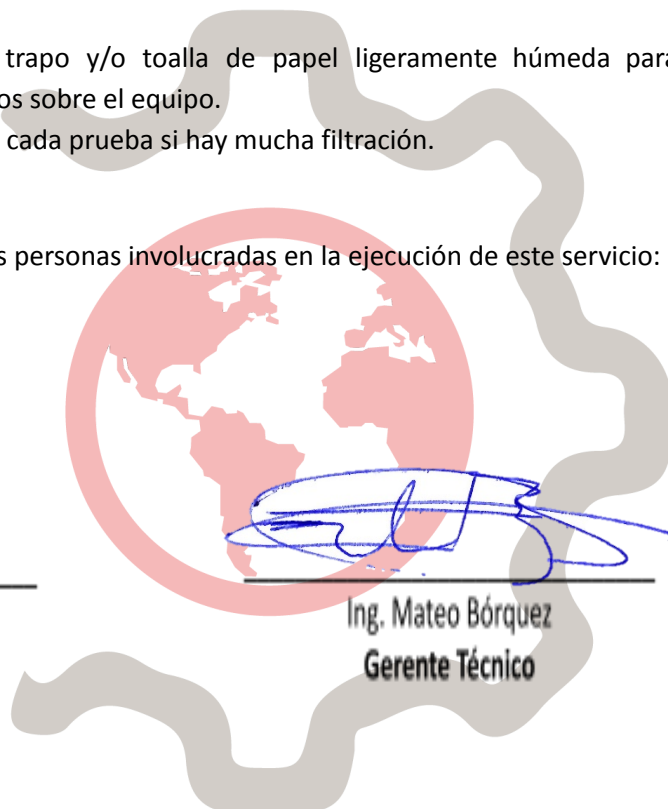 trapo y/o toalla de papel ligeramente húmeda para
os sobre el equipo.
cada prueba si hay mucha filtración.
s personas involucradas en la ejecución de este servicio:
Ing. Mateo Bórquez
Gerente Técnico